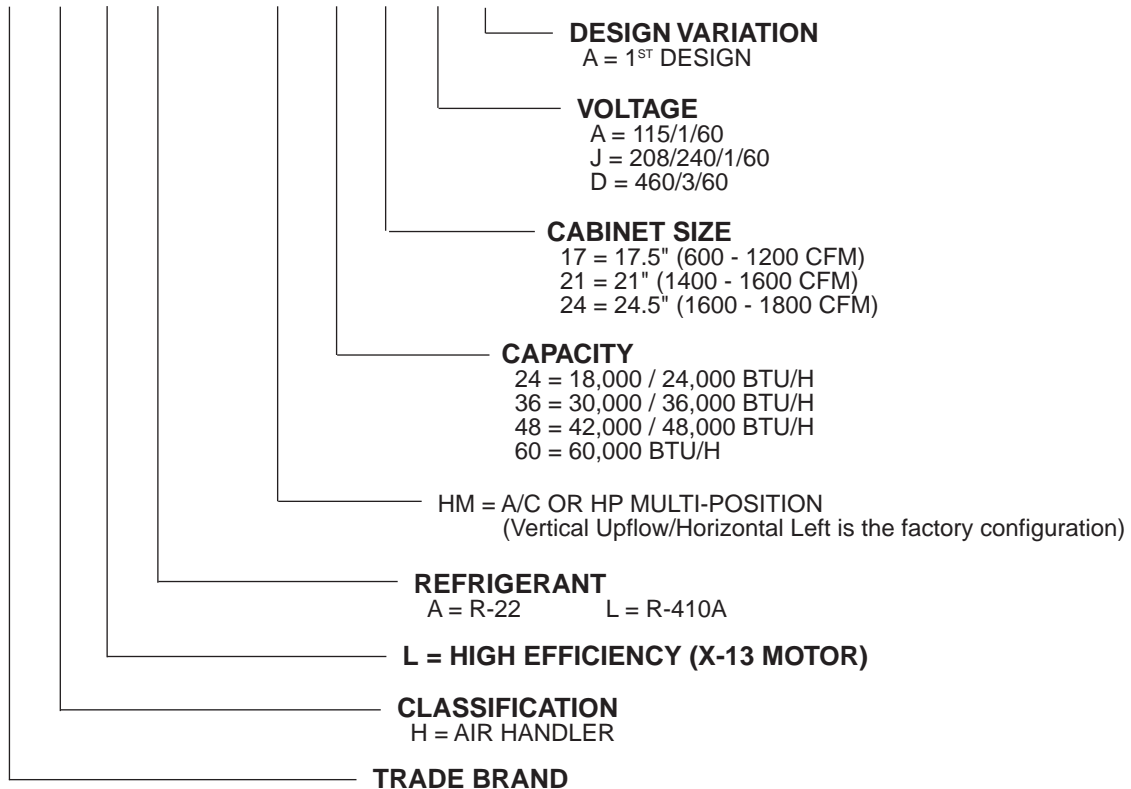 DESIGN VARIATION
A = 1ST DESIGN
VOLTAGE
A = 115/1/60
J = 208/240/1/60
D = 460/3/60
CABINET SIZE
17 = 17.5" (600 - 1200 CFM)
21 = 21" (1400 - 1600 CFM)
24 = 24.5" (1600 - 1800 CFM)
CAPACITY
24 = 18,000 / 24,000 BTU/H
36 = 30,000 / 36,000 BTU/H
48 = 42,000 / 48,000 BTU/H
60 = 60,000 BTU/H
HM = A/C OR HP MULTI-POSITION
(Vertical Upflow/Horizontal Left is the factory configuration)
REFRIGERANT
A = R-22 L = R-410A
L = HIGH EFFICIENCY (X-13 MOTOR)
CLASSIFICATION
H = AIR HANDLER
TRADE BRAND